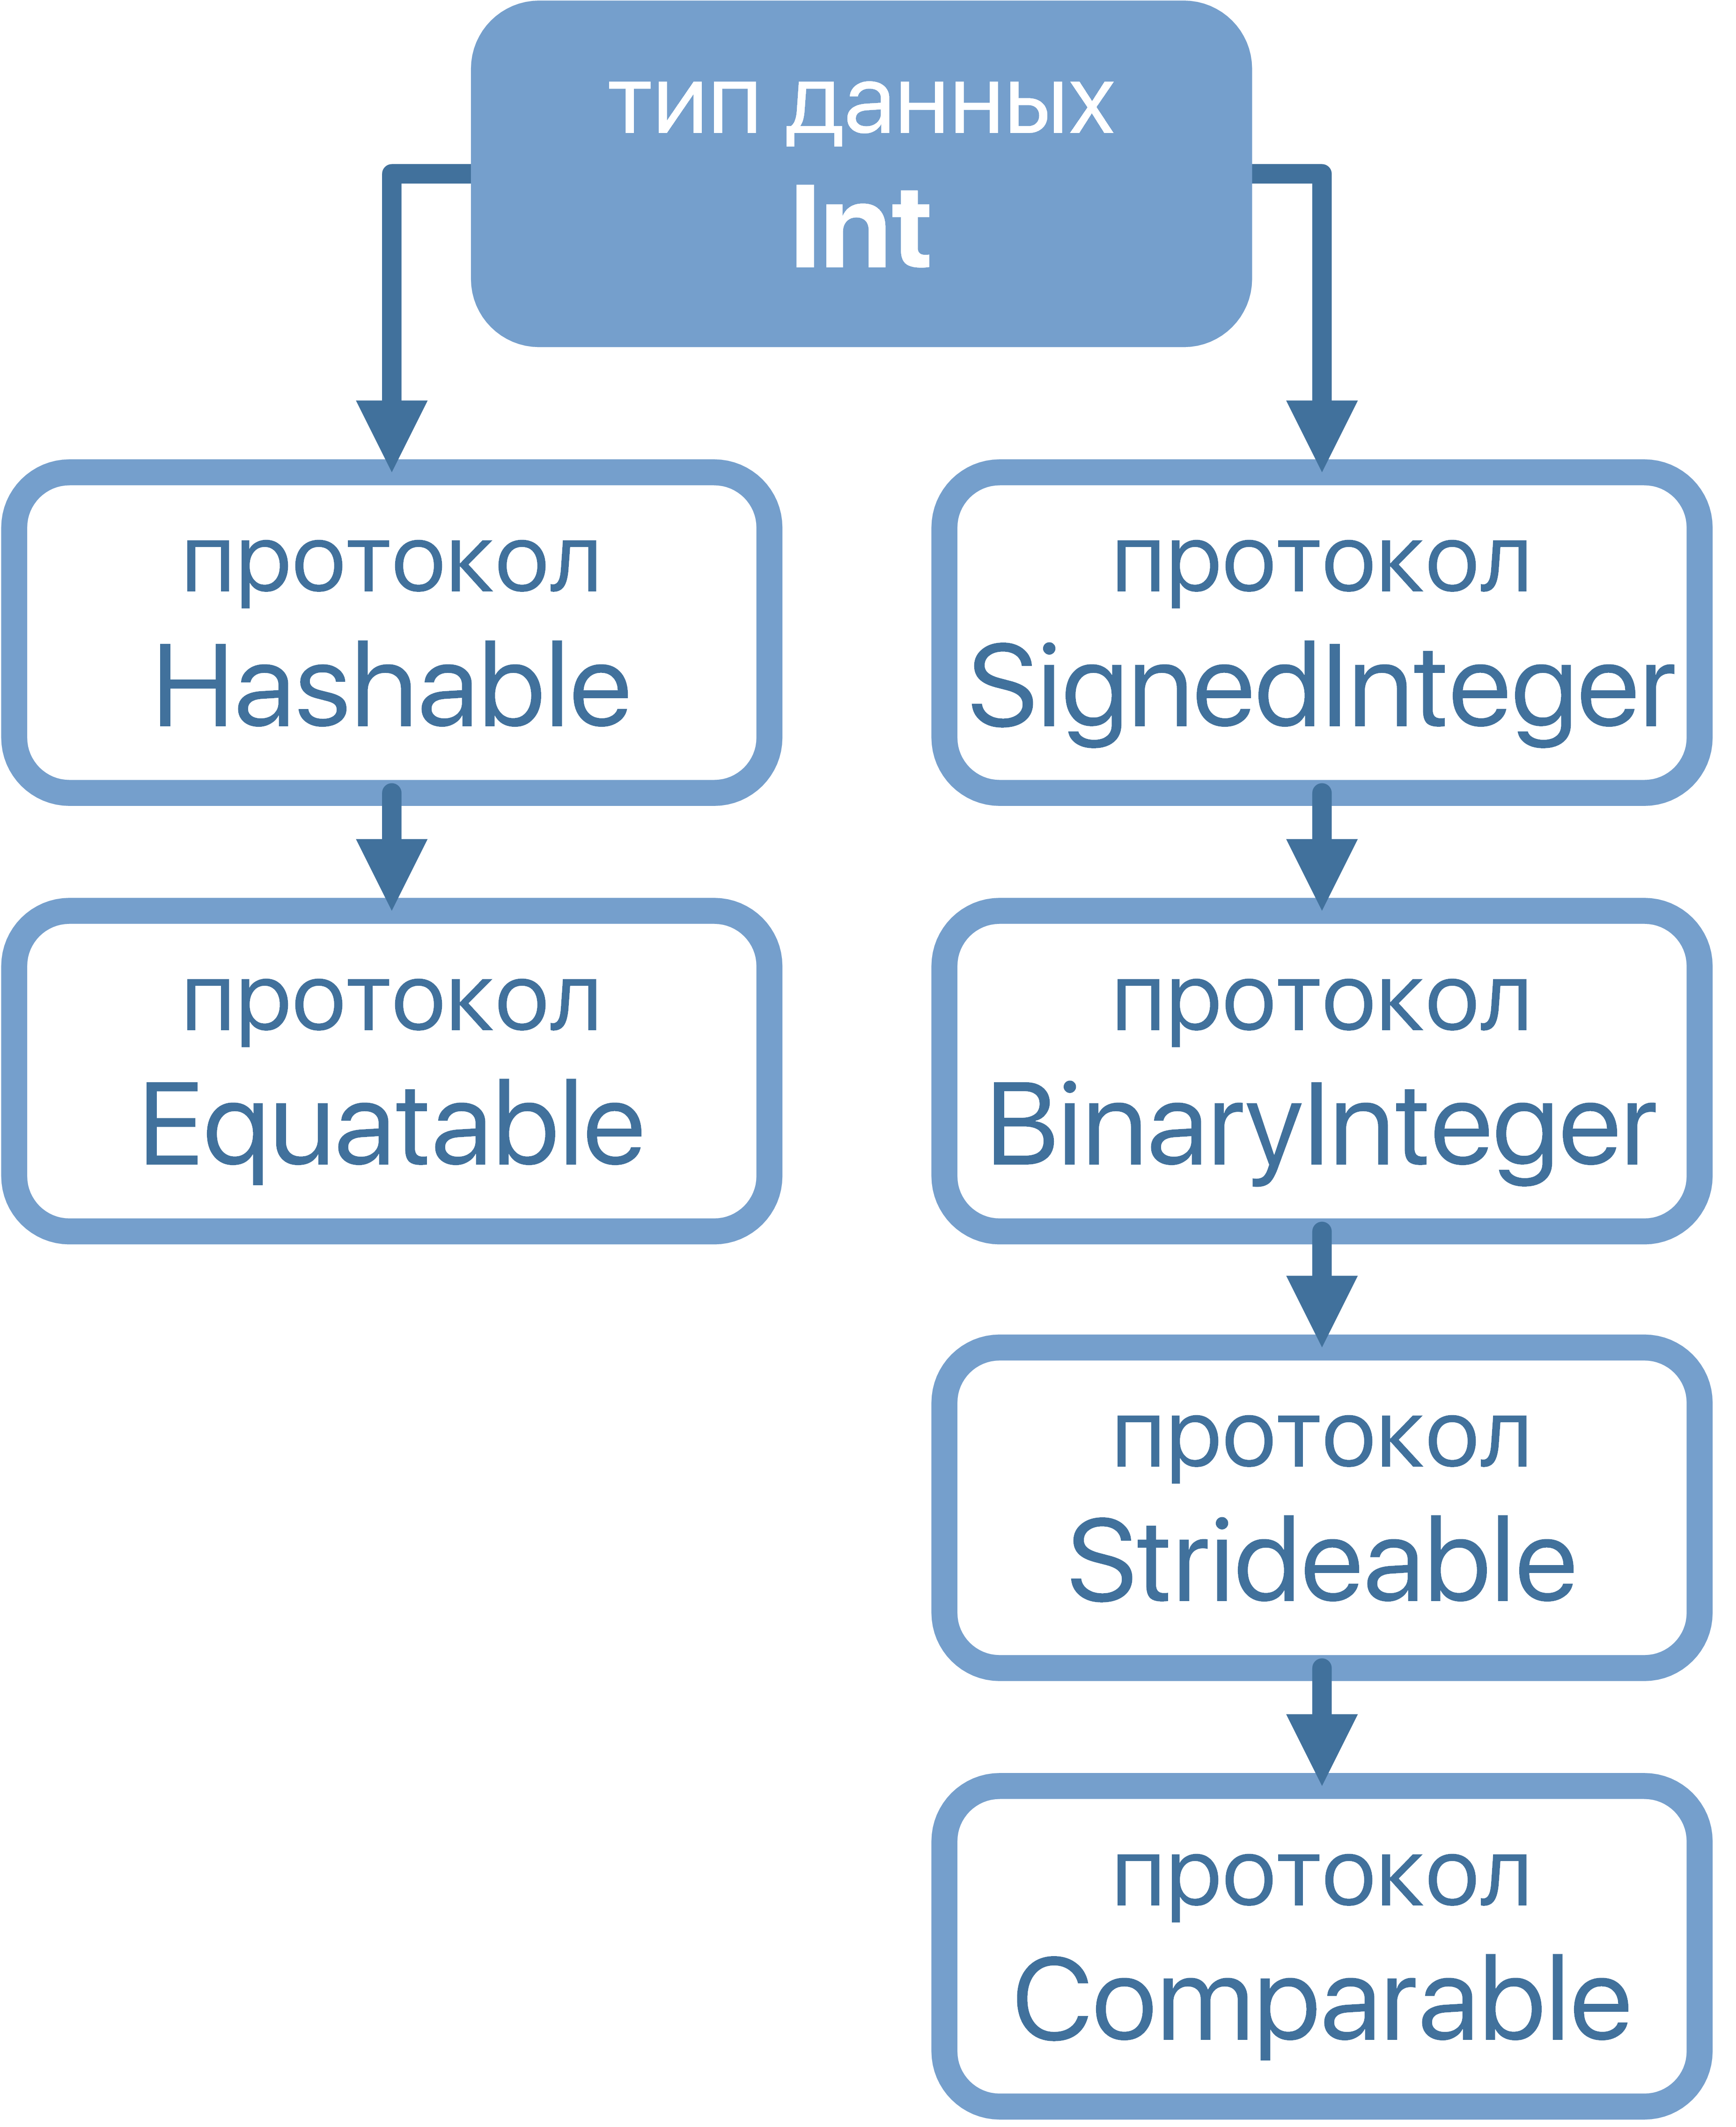 тип данных
Int
протокол
Hashable
протокол
SignedInteger
протокол
Equatable
протокол
BinaryInteger
протокол
Strideable
протокол
Comparable